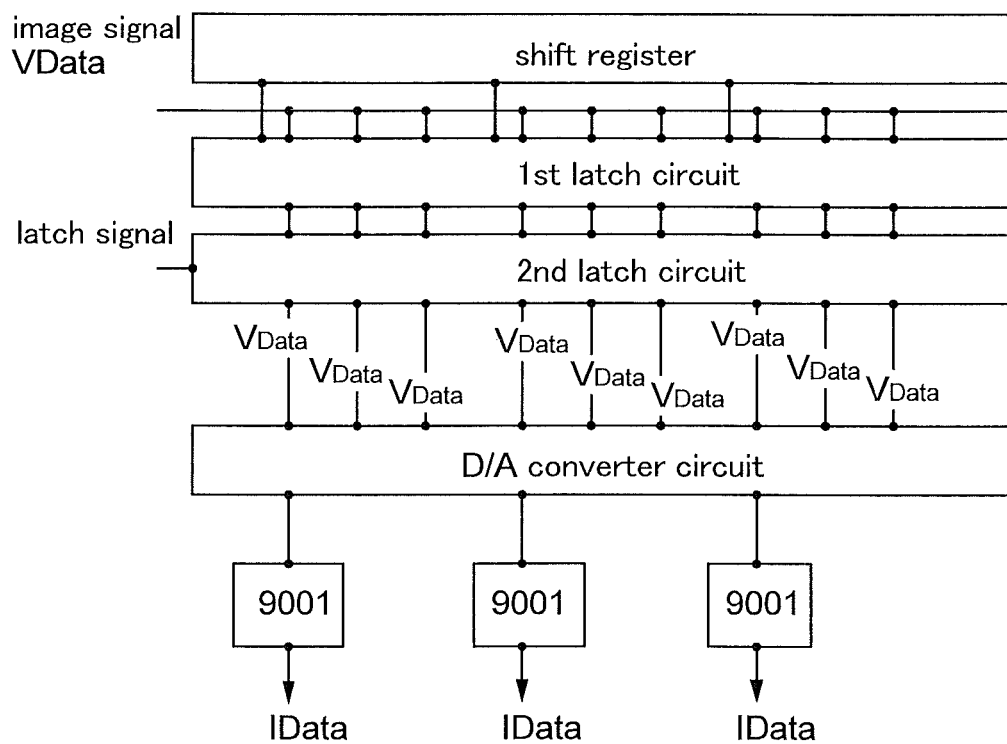 image signal
VData
shift register
1st latch circuit
latch signal
2nd latch circuit
VData VData VData VData VData VData VData VData VData
D/A converter circuit
9001 9001 9001
IData IData IData